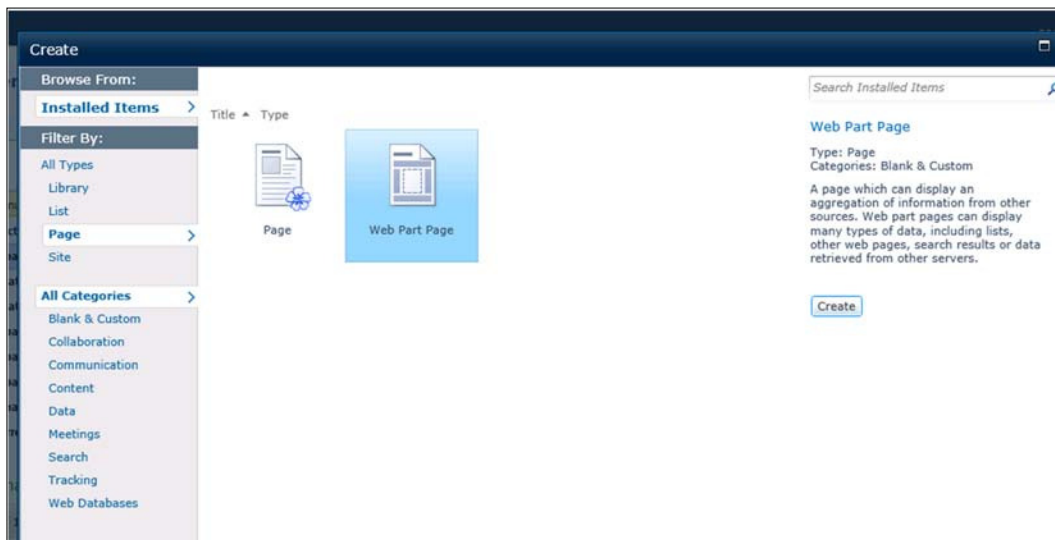 Create
Browse From:
Installed Items
Filter By:
All Types
Library
List
Page
Site
All Categories
Blank & Custom
Collaboration
Communication
Content
Data
Meetings
Search
Tracking
Web Databases
Title Type
Page
Web Part Page
Search Installed Items
Web Part Page
Type: Page
Categories: Blank & Custom
A page which can display an
aggregation of information from other
sources. Web part pages can display
many types of data, including lists,
other web pages, search results or data
retrieved from other servers.
Create